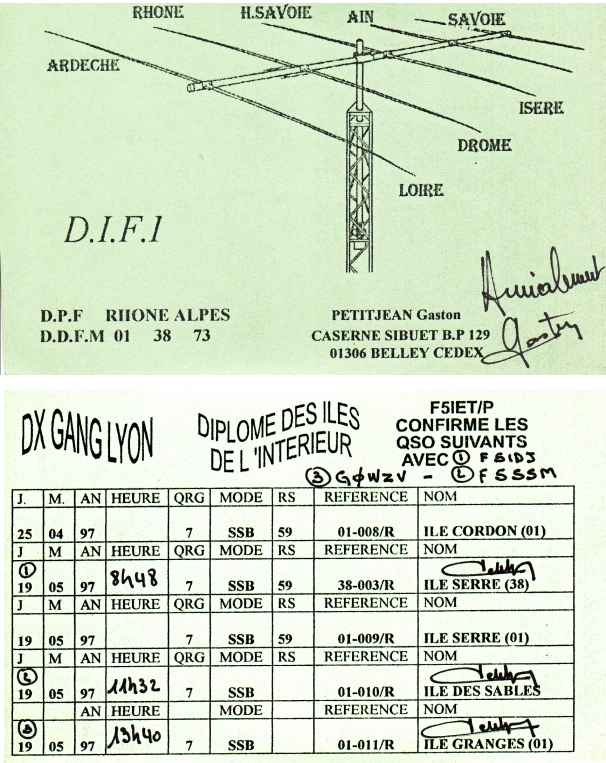 RHONE H.SAVOIE AIN SAVOIE
ARDECHE
ISERE
DROME
LOIRE
D.I.F.I
Amicalement
Gaston
D.P.F RHONE ALPES
D.D.F.M 01 38 73
PETITJEAN Gaston
CASERNE SIBUET B.P 129
01306 BELLEY CEDEX
DX GANG LYON
DIPLOME DES ILES
DE L'INTERIEUR
F5IET/P
CONFIRME LES
QSO SUIVANTS
AVEC ① F5IDJ
③ GØWZV - ② F5SSM
J. M. AN HEURE QRG MODE RS REFERENCE NOM
25 04 97 7 SSB 59 01-008/R ILE CORDON (01)
J M AN HEURE QRG MODE RS REFERENCE NOM
①
19 05 97 8h48 7 SSB 59 38-003/R ILE SERRE (38)
J M AN HEURE QRG MODE RS REFERENCE NOM
19 05 97 7 SSB 59 01-009/R ILE SERRE (01)
J M AN HEURE QRG MODE RS REFERENCE NOM
②
19 05 97 11h32 7 SSB 01-010/R ILE DES SABLES
AN HEURE MODE REFERENCE NOM
③
19 05 97 13h40 7 SSB 01-011/R ILE GRANGES (01)